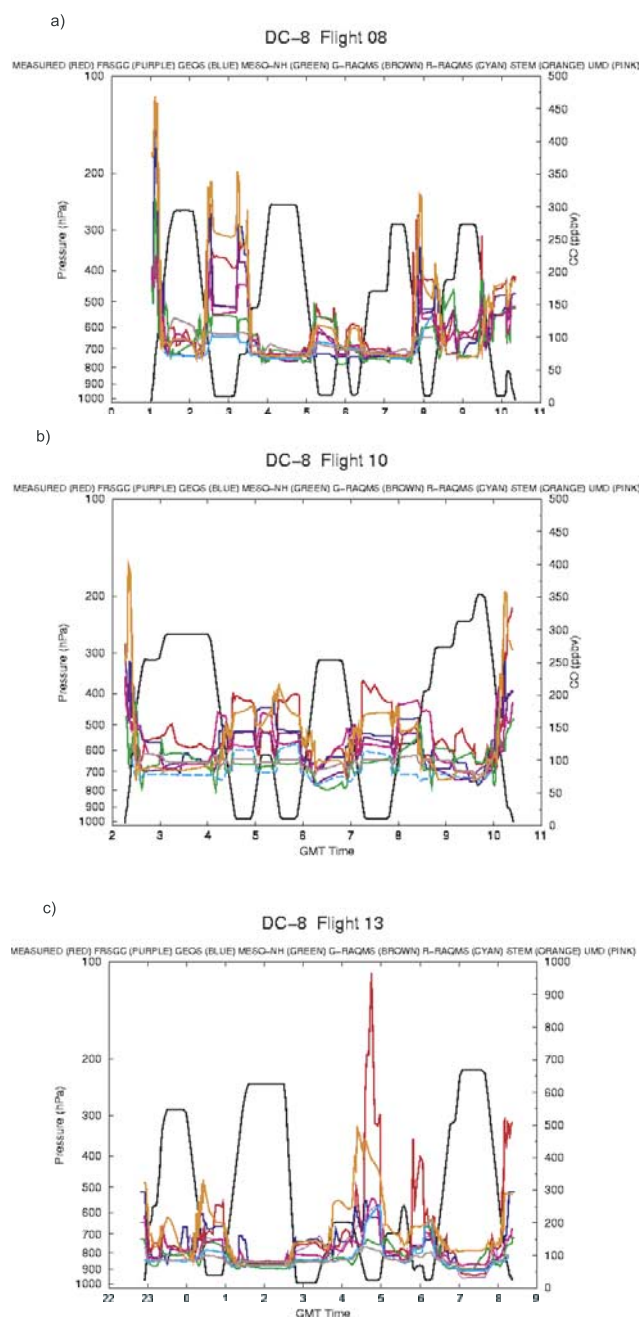 a)
DC-8 Flight 08
MEASURED (RED) FRSGC (PURPLE) GEOS (BLUE) MESO-NH (GREEN) G-RAQMS (BROWN) R-RAQMS (CYAN) STEM (ORANGE) UMD (PINK)
100 500
450
200 400
350
300 300
400 250
500 200
600 150
700 100
800
900 50
1000 0
Pressure (hPa)
CO (ppbv)
0 1 2 3 4 5 6 7 8 9 10 11
b)
DC-8 Flight 10
MEASURED (RED) FRSGC (PURPLE) GEOS (BLUE) MESO-NH (GREEN) G-RAQMS (BROWN) R-RAQMS (CYAN) STEM (ORANGE) UMD (PINK)
100 500
450
400
200 350
300 300
250
400 200
500 150
600 100
700
800 50
900
1000 0
Pressure (hPa)
CO (ppbv)
2 3 4 5 6 7 8 9 10 11
GMT Time
c)
DC-8 Flight 13
MEASURED (RED) FRSGC (PURPLE) GEOS (BLUE) MESO-NH (GREEN) G-RAQMS (BROWN) R-RAQMS (CYAN) STEM (ORANGE) UMD (PINK)
100 1000
900
800
200 700
600
300 500
400 400
500 300
600 200
700
800 100
900
1000 0
Pressure (hPa)
22 23 0 1 2 3 4 5 6 7 8 9
GMT Time